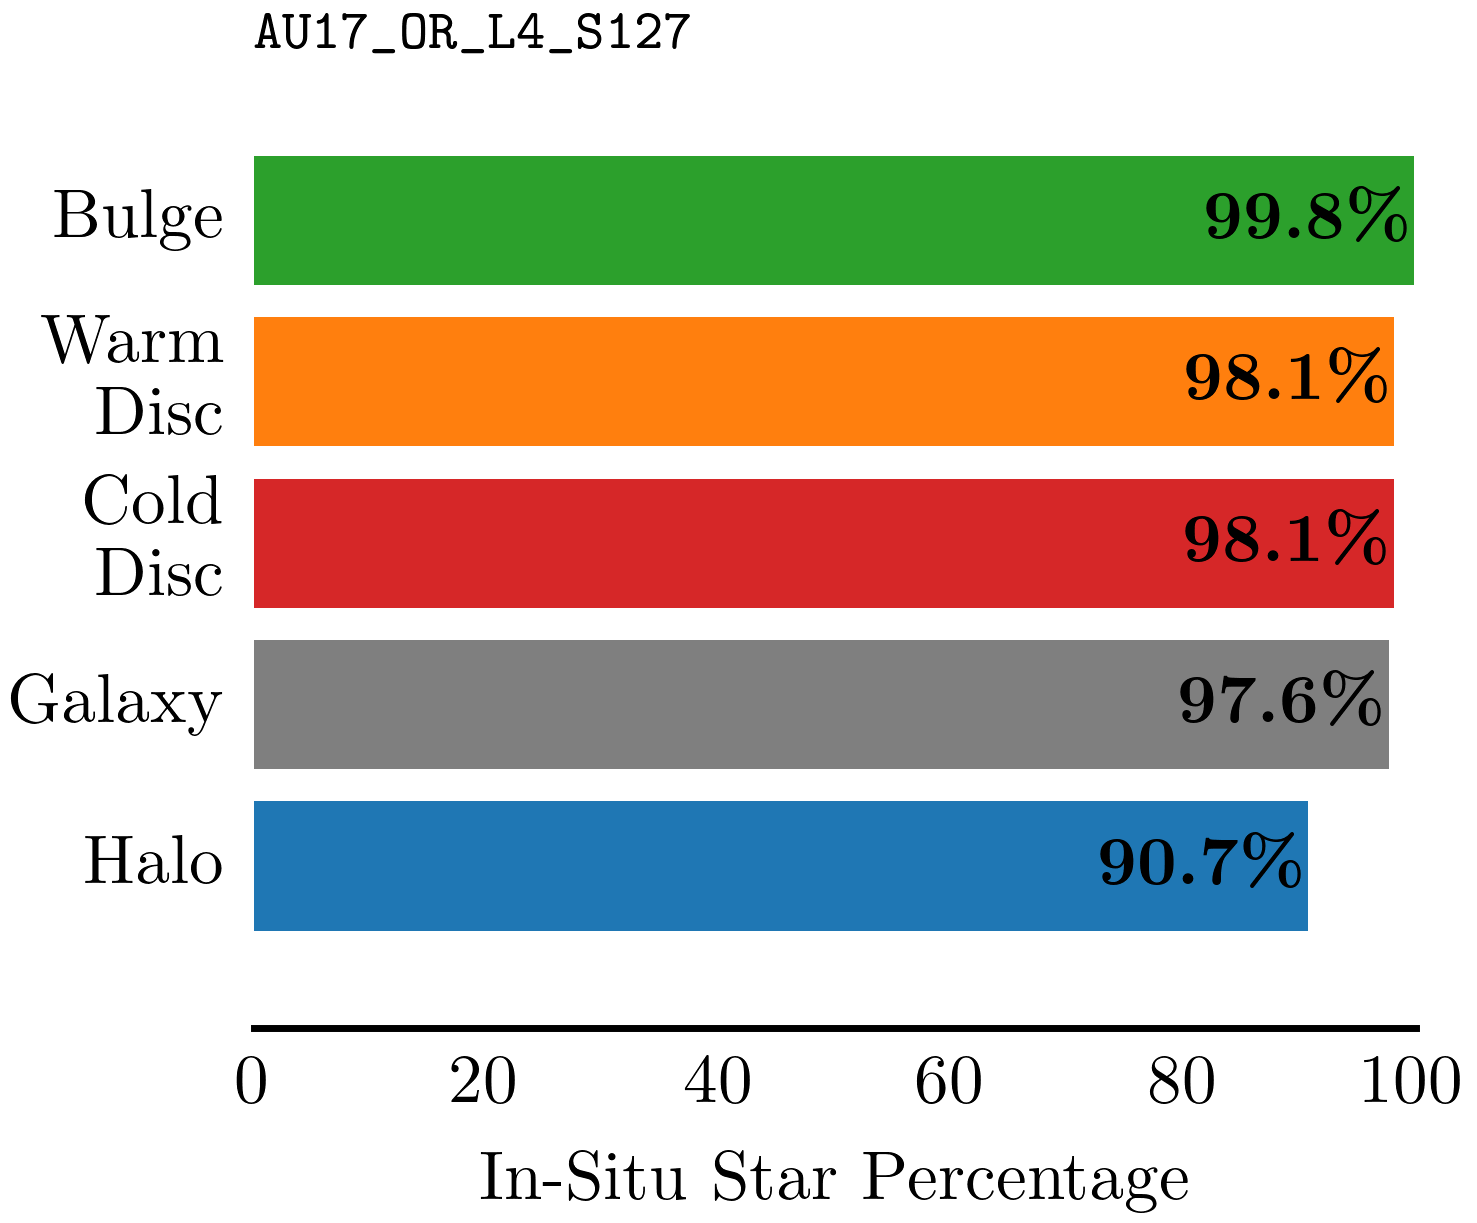 AU17_OR_L4_S127
Bulge
99.8%
Warm
Disc
98.1%
Cold
Disc
98.1%
Galaxy
97.6%
Halo
90.7%
0 20 40 60 80 100
In-Situ Star Percentage